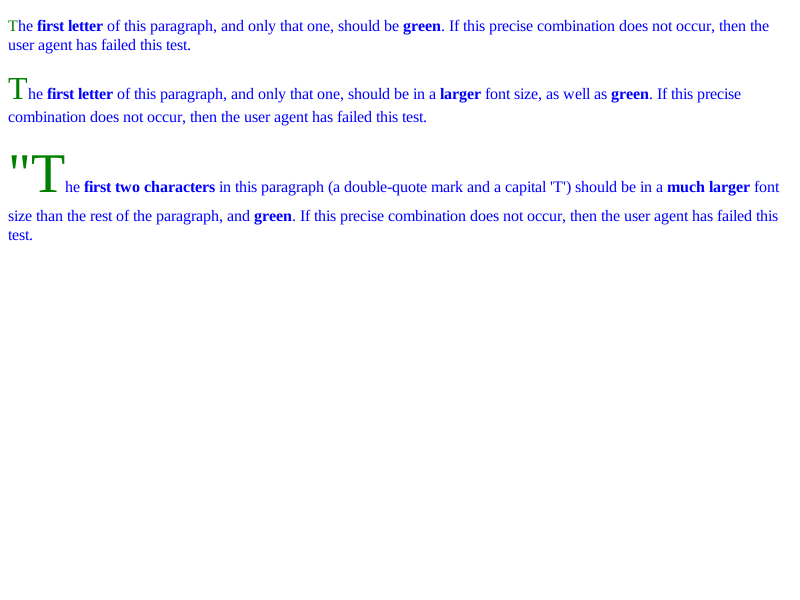 The first letter of this paragraph, and only that one, should be green. If this precise combination does not occur, then the
user agent has failed this test.
The first letter of this paragraph, and only that one, should be in a larger font size, as well as green. If this precise
combination does not occur, then the user agent has failed this test.
"The first two characters in this paragraph (a double-quote mark and a capital 'T') should be in a much larger font
size than the rest of the paragraph, and green. If this precise combination does not occur, then the user agent has failed this
test.